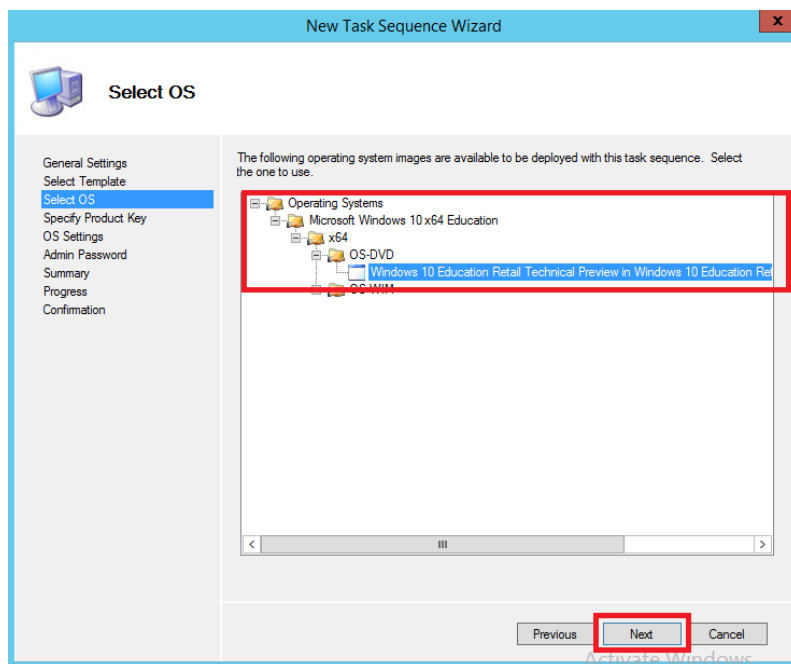 New Task Sequence Wizard
x
Select OS
General Settings
Select Template
Select OS
Specify Product Key
OS Settings
Admin Password
Summary
Progress
Confirmation
The following operating system images are available to be deployed with this task sequence. Select
the one to use.
Operating Systems
Microsoft Windows 10 x64 Education
x64
OS-DVD
Windows 10 Education Retail Technical Preview in Windows 10 Education Ret
OS-WIM
Previous
Next
Cancel
Activate Windows